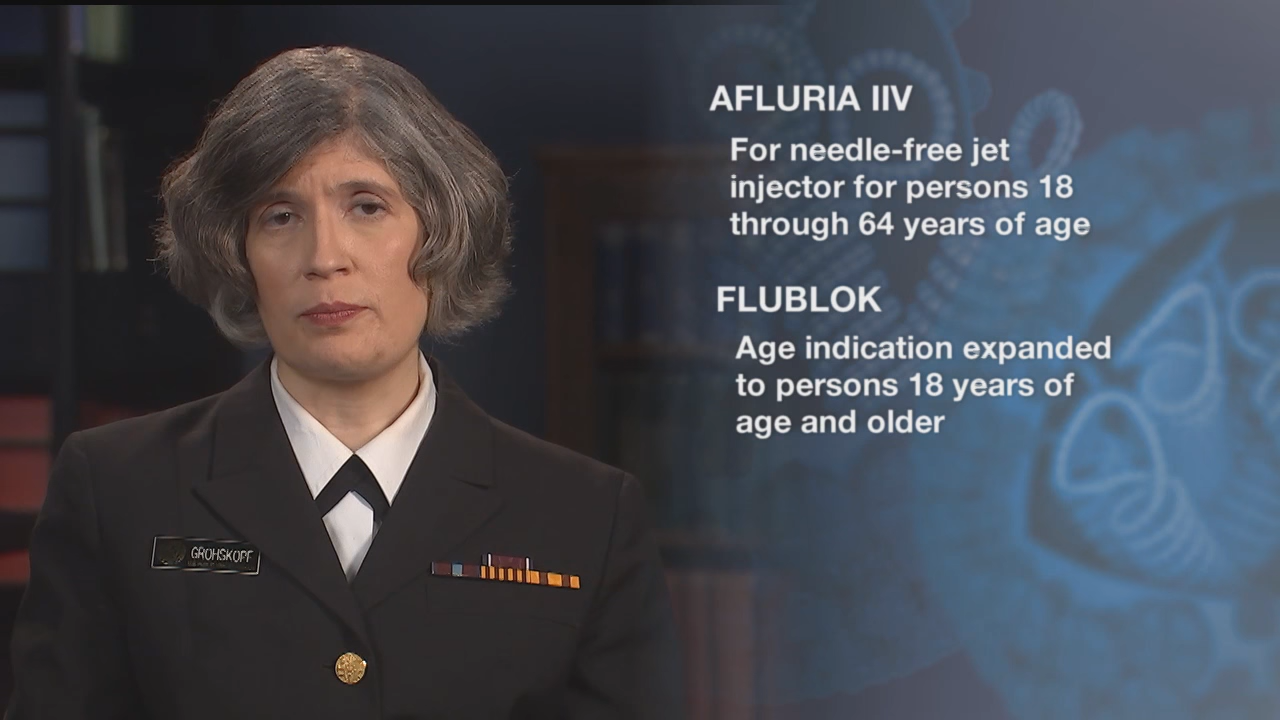 AFLURIA IIV
For needle-free jet
injector for persons 18
through 64 years of age
FLUBLOK
Age indication expanded
to persons 18 years of
age and older
GROHSKOPF